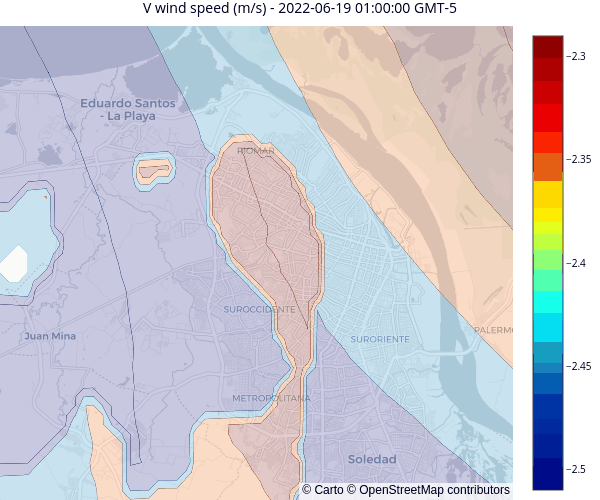 V wind speed (m/s) - 2022-06-19 01:00:00 GMT-5
−2.3
Eduardo Santos
- La Playa
RIOMAR
−2.35
−2.4
SUROCCIDENTE
Juan Mina
SURORIENTE
PALERMO
−2.45
METROPOLITANA
Soledad
−2.5
© Carto © OpenStreetMap contributors